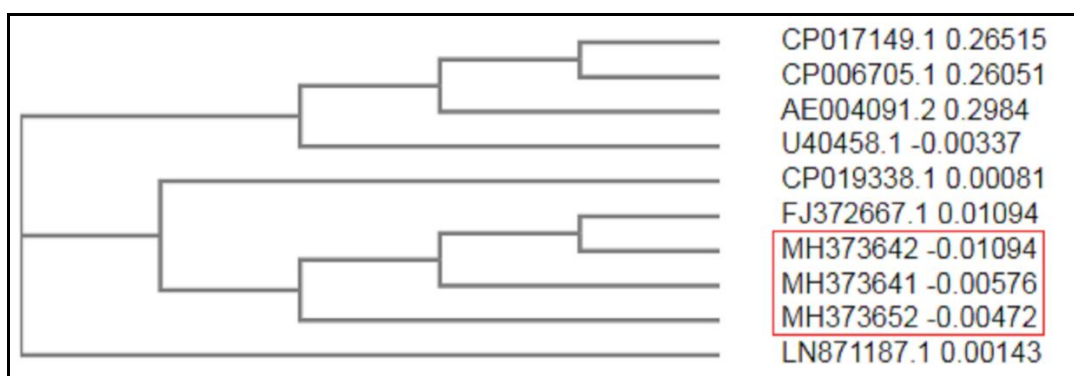 CP017149.1 0.26515
CP006705.1 0.26051
AE004091.2 0.2984
U40458.1 -0.00337
CP019338.1 0.00081
FJ372667.1 0.01094
MH373642 -0.01094
MH373641 -0.00576
MH373652 -0.00472
LN871187.1 0.00143